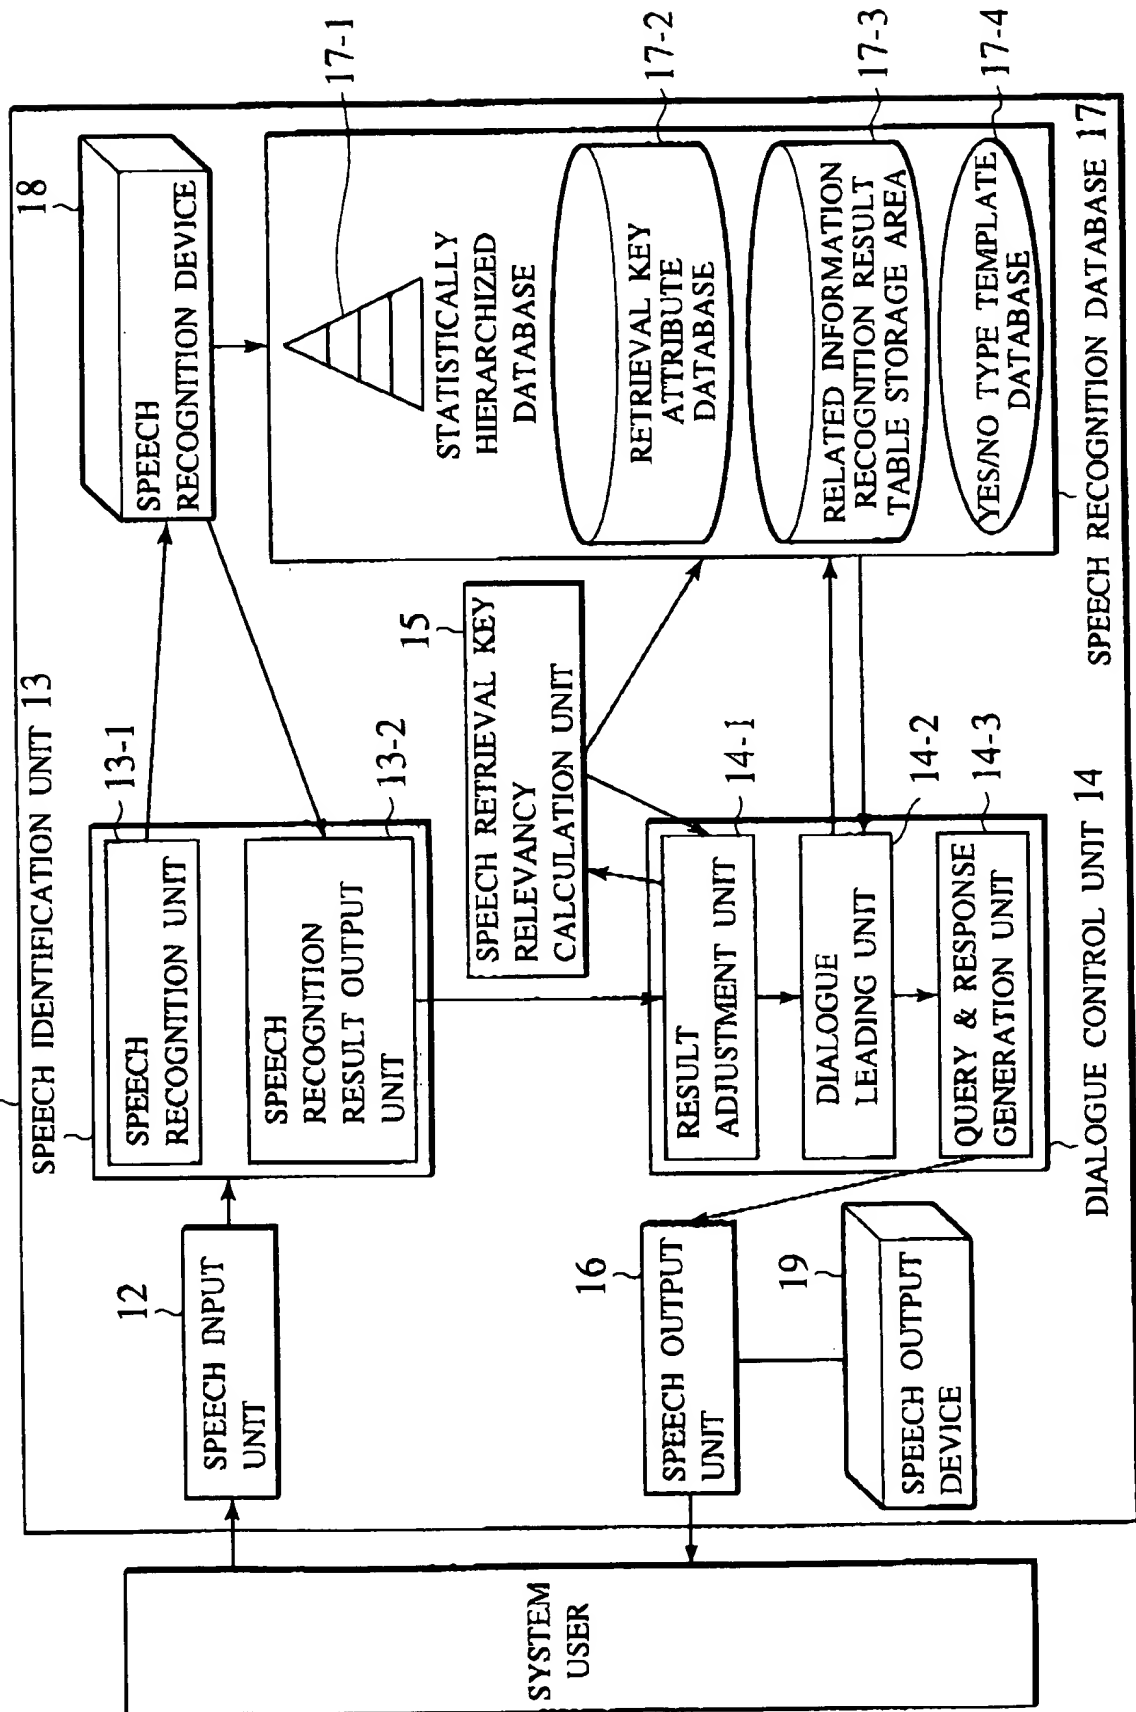 SYSTEM
USER
12
SPEECH INPUT
UNIT
SPEECH IDENTIFICATION UNIT 13
13-1
SPEECH
RECOGNITION UNIT
13-2
SPEECH
RECOGNITION
RESULT OUTPUT
UNIT
18
SPEECH
RECOGNITION DEVICE
17-1
STATISTICALLY
HIERARCHIZED
DATABASE
17-2
RETRIEVAL KEY
ATTRIBUTE
DATABASE
17-3
RELATED INFORMATION
RECOGNITION RESULT
TABLE STORAGE AREA
17-4
YES/NO TYPE TEMPLATE
DATABASE
SPEECH RECOGNITION DATABASE 17
15
SPEECH RETRIEVAL KEY
RELEVANCY
CALCULATION UNIT
14-1
RESULT
ADJUSTMENT UNIT
14-2
DIALOGUE
LEADING UNIT
14-3
QUERY & RESPONSE
GENERATION UNIT
DIALOGUE CONTROL UNIT 14
16
SPEECH OUTPUT
UNIT
19
SPEECH OUTPUT
DEVICE